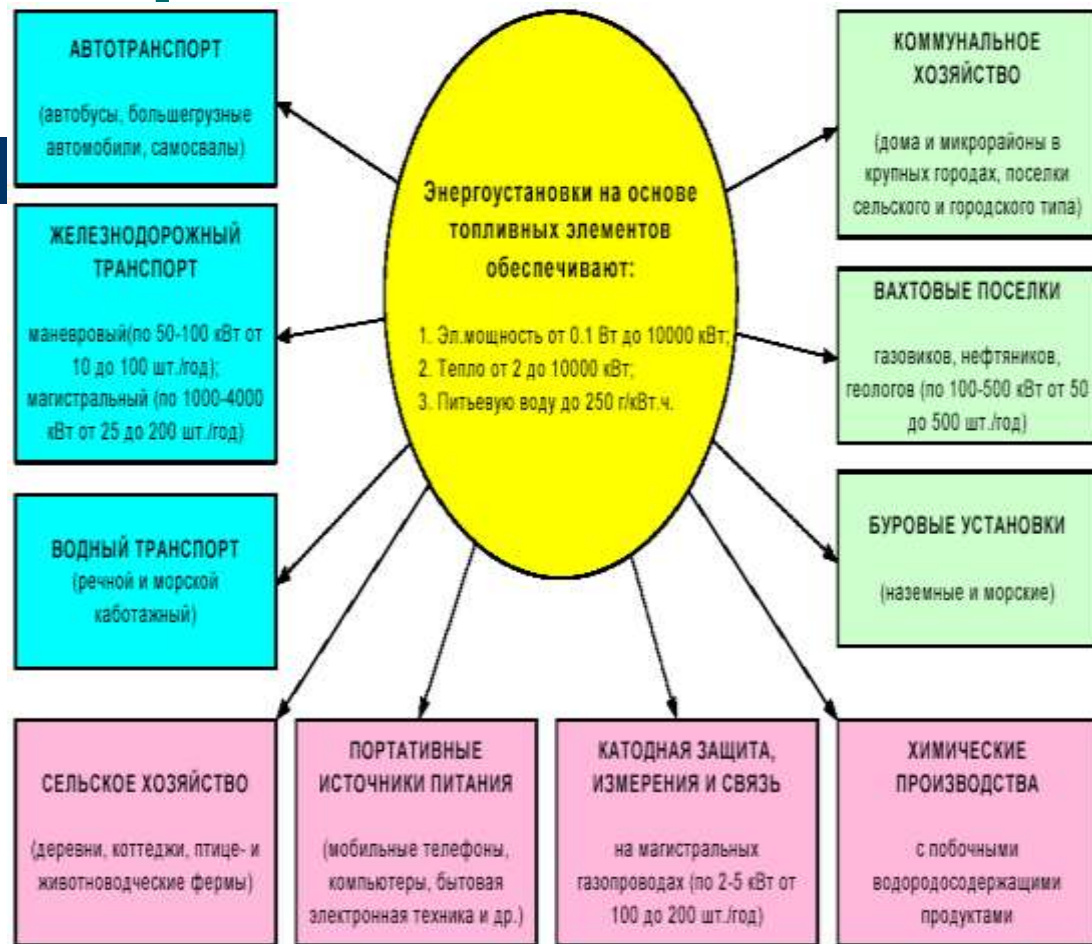 АВТОТРАНСПОРТ
(автобусы, большегрузные
автомобили, самосвалы)
ЖЕЛЕЗНОДОРОЖНЫЙ
ТРАНСПОРТ
маневровый(по 50-100 кВт от
10 до 100 шт./год);
магистральный (по 1000-4000
кВт от 25 до 200 шт./год)
ВОДНЫЙ ТРАНСПОРТ
(речной и морской
каботажный)
Энергоустановки на основе
топливных элементов
обеспечивают:
1. Эл.мощность от 0.1 Вт до 10000 кВт;
2. Тепло от 2 до 10000 кВт;
3. Питьевую воду до 250 г/кВт.ч.
КОММУНАЛЬНОЕ
ХОЗЯЙСТВО
(дома и микрорайоны в
крупных городах, поселки
сельского и городского типа)
ВАХТОВЫЕ ПОСЕЛКИ
газовиков, нефтяников,
геологов (по 100-500 кВт от 50
до 500 шт./год)
БУРОВЫЕ УСТАНОВКИ
(наземные и морские)
СЕЛЬСКОЕ ХОЗЯЙСТВО
(деревни, коттеджи, птице- и
животноводческие фермы)
ПОРТАТИВНЫЕ
ИСТОЧНИКИ ПИТАНИЯ
(мобильные телефоны,
компьютеры, бытовая
электронная техника и др.)
КАТОДНАЯ ЗАЩИТА,
ИЗМЕРЕНИЯ И СВЯЗЬ
на магистральных
газопроводах (по 2-5 кВт от
100 до 200 шт./год)
ХИМИЧЕСКИЕ
ПРОИЗВОДСТВА
с побочными
водородосодержащими
продуктами